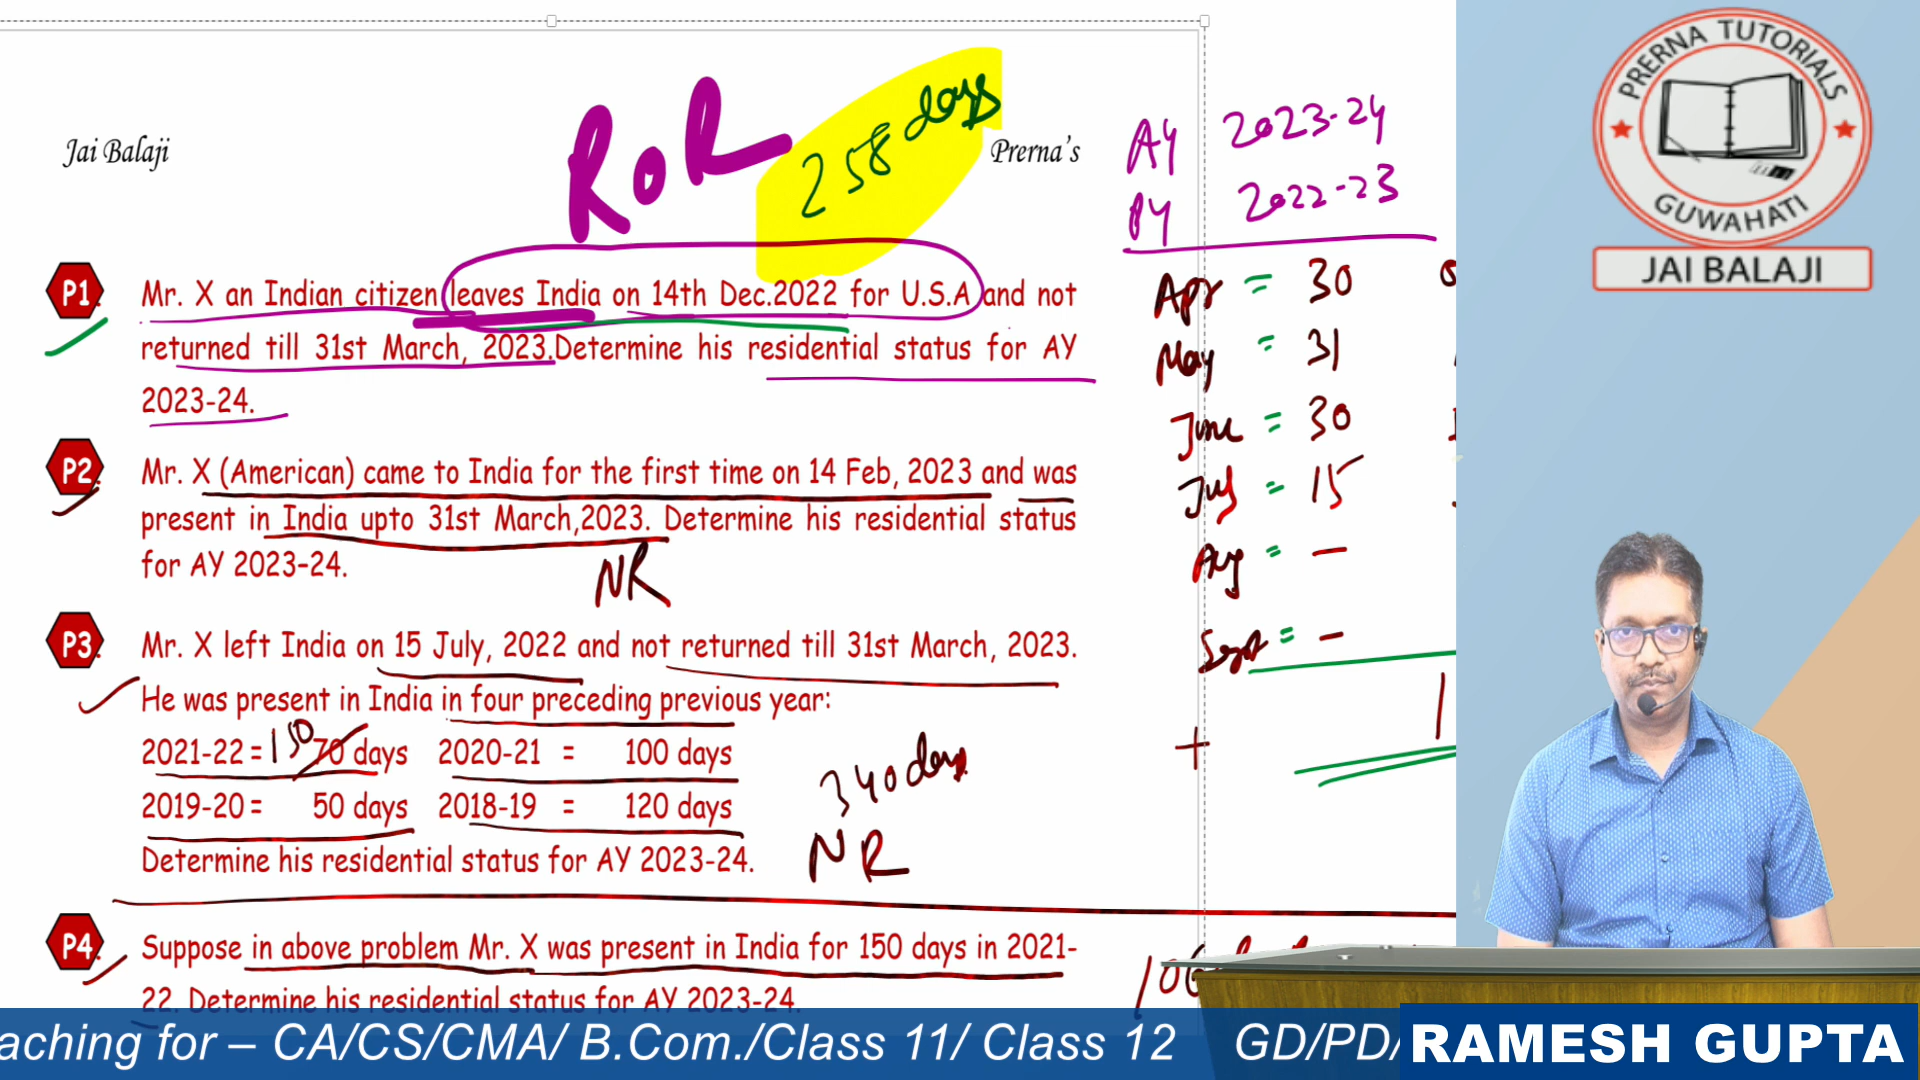 Jai Balaji
RoR
258 days
Prerna's
P1. Mr. X an Indian citizen leaves India on 14th Dec.2022 for U.S.A and not
returned till 31st March, 2023.Determine his residential status for AY
2023-24.
P2. Mr. X (American) came to India for the first time on 14 Feb, 2023 and was
present in India upto 31st March,2023. Determine his residential status
for AY 2023-24.
NR
P3. Mr. X left India on 15 July, 2022 and not returned till 31st March, 2023.
He was present in India in four preceding previous year:
2021-22 = 150 70 days 2020-21 = 100 days
2019-20 = 50 days 2018-19 = 120 days
340 days
NR
Determine his residential status for AY 2023-24.
P4. Suppose in above problem Mr. X was present in India for 150 days in 2021-
22. Determine his residential status for AY 2023-24.
AY 2023-24
PY 2022-23
Apr = 30
May = 31
June = 30
July = 15
Aug = -
Sept = -
+
106
PRERNA TUTORIALS
GUWAHATI
JAI BALAJI
aching for – CA/CS/CMA/ B.Com./Class 11/ Class 12 GD/PD/
RAMESH GUPTA